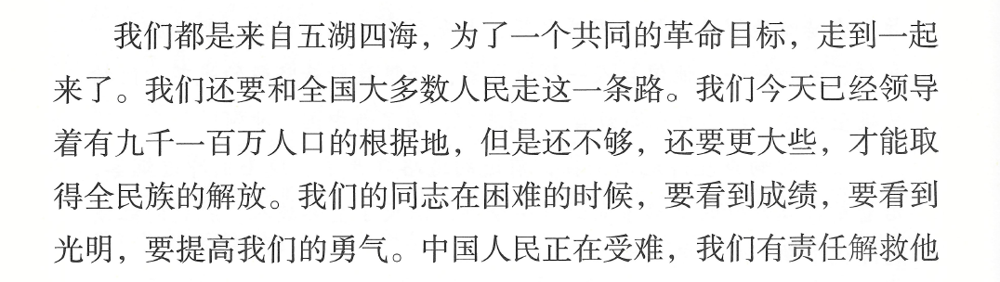 我们都是来自五湖四海，为了一个共同的革命目标，走到一起
来了。我们还要和全国大多数人民走这一条路。我们今天已经领导
着有九千一百万人口的根据地，但是还不够，还要更大些，才能取
得全民族的解放。我们的同志在困难的时候，要看到成绩，要看到
光明，要提高我们的勇气。中国人民正在受难，我们有责任解救他